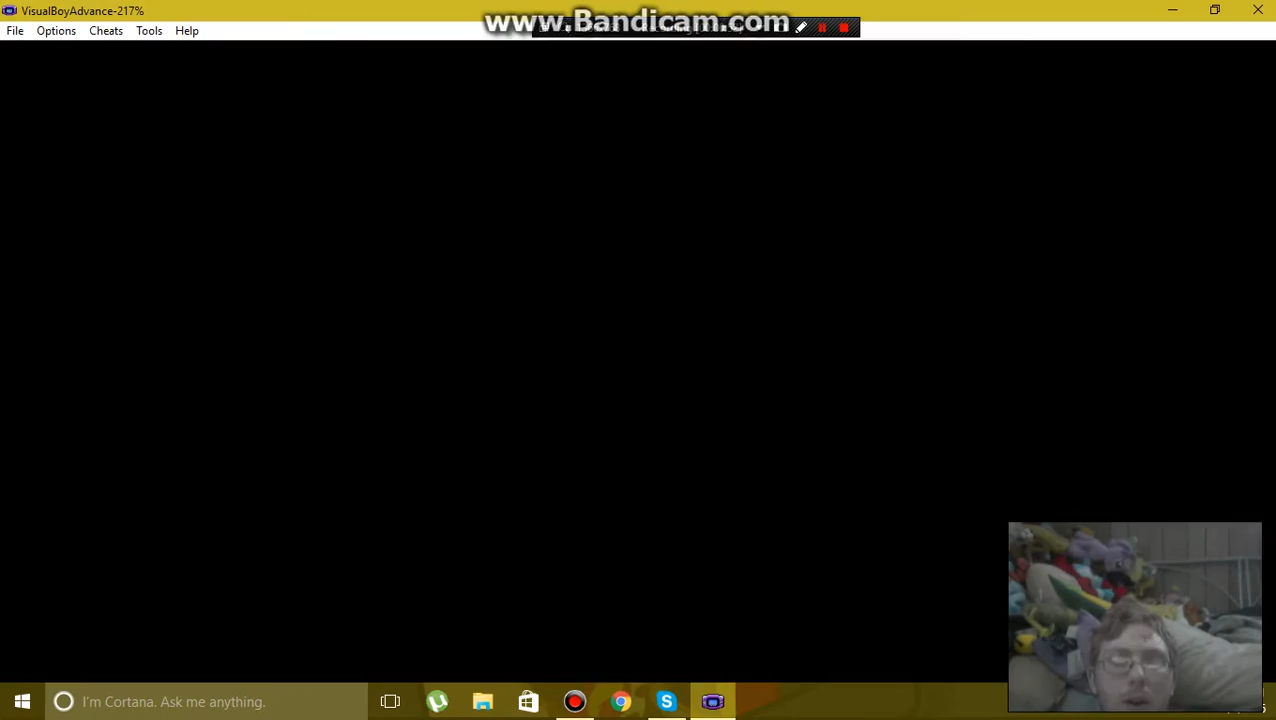 VisualBoyAdvance-217%
www.Bandicam.com
File Options Cheats Tools Help
I'm Cortana. Ask me anything.